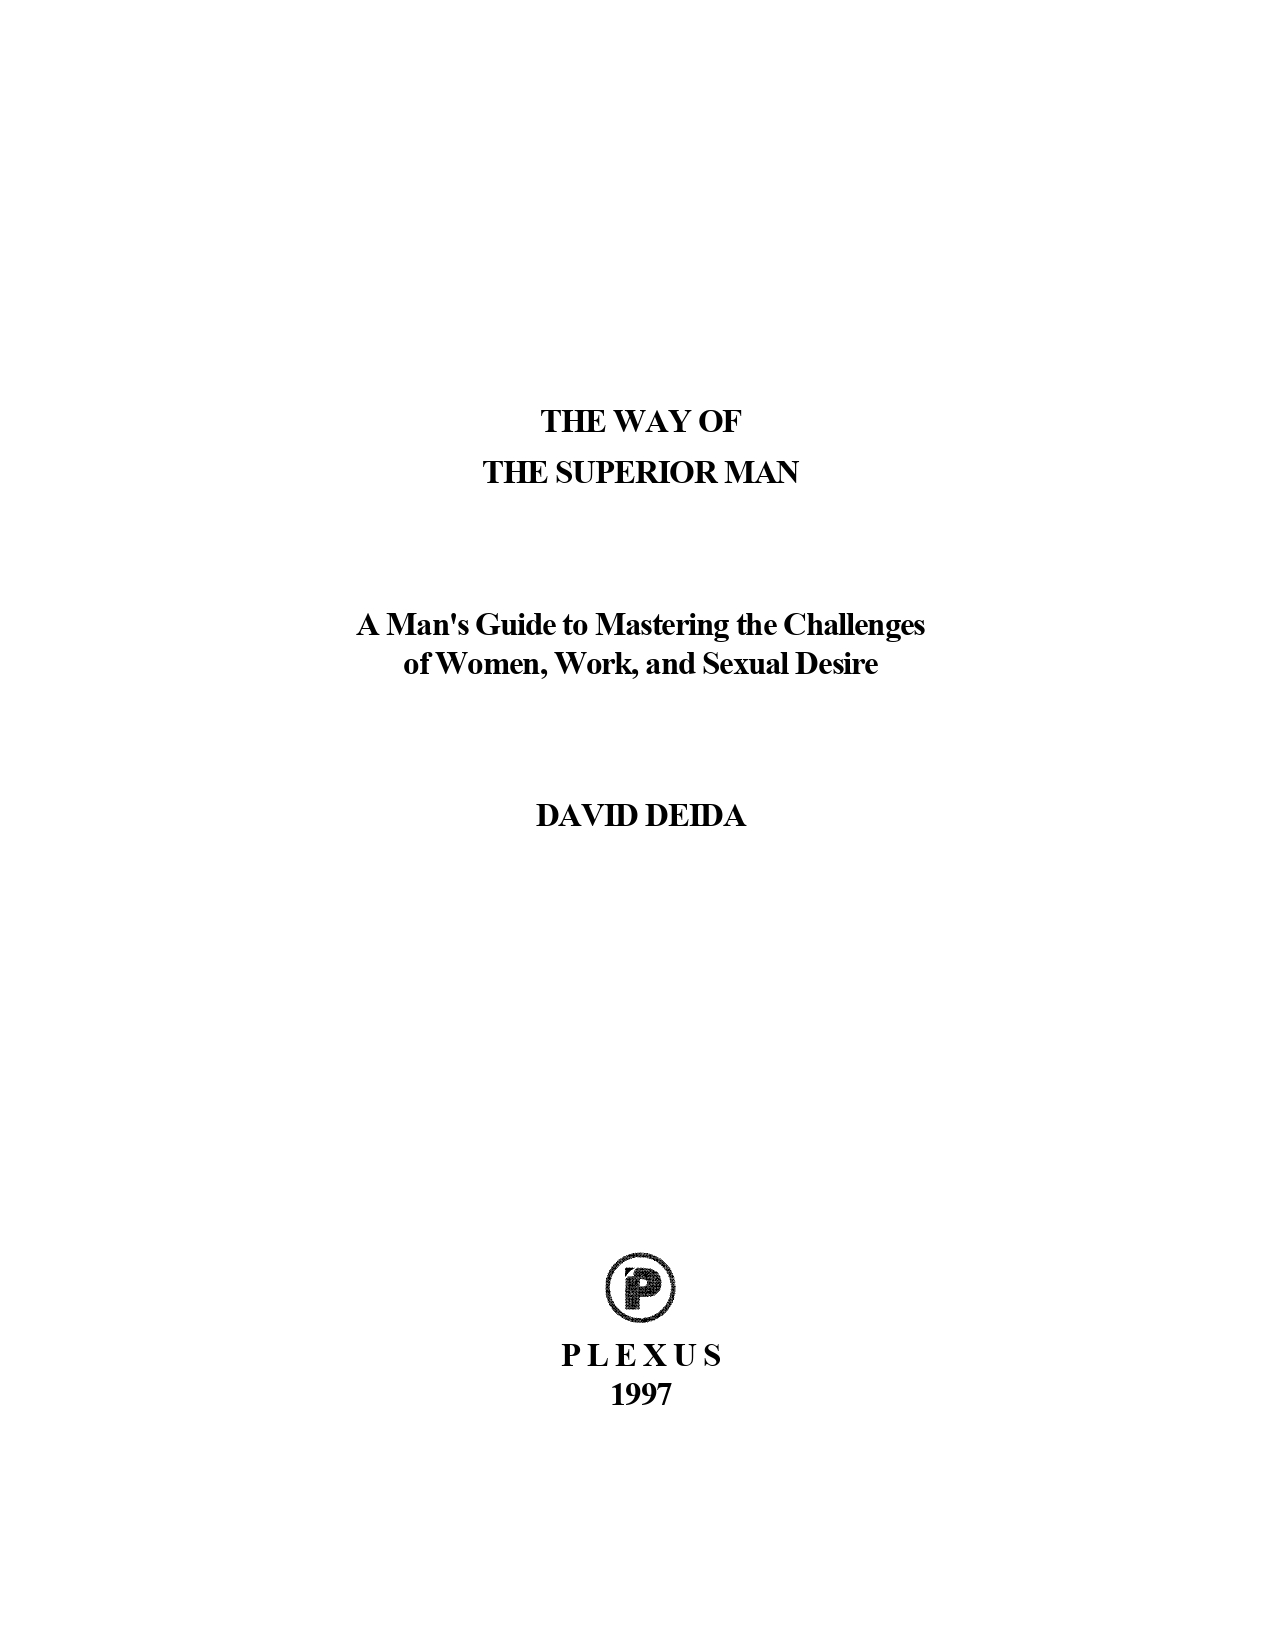 THE WAY OF
THE SUPERIOR MAN
A Man's Guide to Mastering the Challenges
of Women, Work, and Sexual Desire
DAVID DEIDA
P
PLEXUS
1997